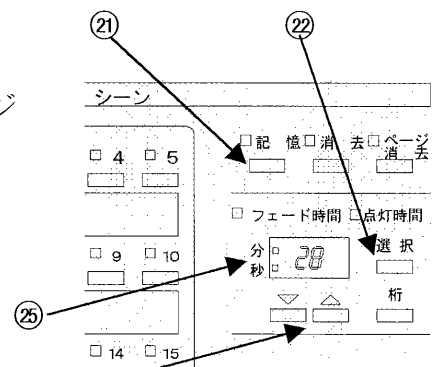 ㉑
㉒
ジ
シーン
記憶 消去 ページ消去
4 5
フェード時間 点灯時間
分
秒
28
選択
9 10
㉕
桁
14 15